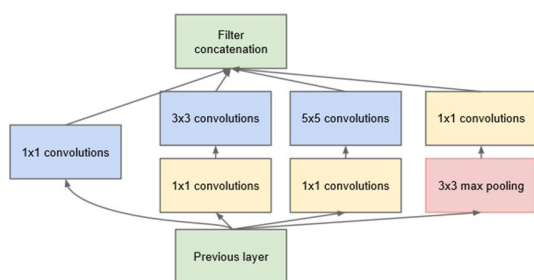 Filter
concatenation
3x3 convolutions
5x5 convolutions
1x1 convolutions
1x1 convolutions
1x1 convolutions
1x1 convolutions
3x3 max pooling
Previous layer